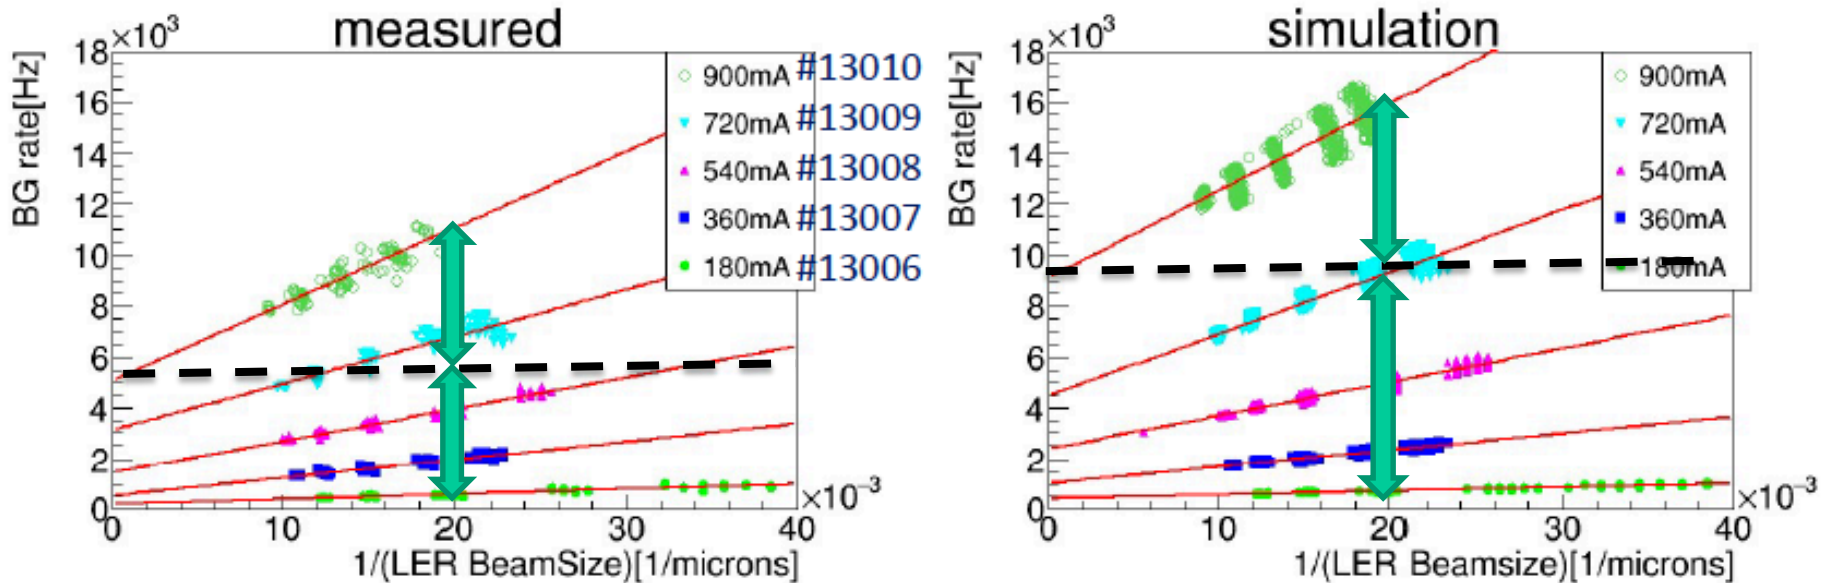 measured
×10³
BG rate[Hz]
18
16
14
12
10
8
6
4
2
0
900mA #13010
720mA #13009
540mA #13008
360mA #13007
180mA #13006
0 10 20 30 40
×10⁻³
1/(LER BeamSize)[1/microns]
simulation
×10³
BG rate[Hz]
18
16
14
12
10
8
6
4
2
0
900mA
720mA
540mA
360mA
180mA
0 10 20 30 40
×10⁻³
1/(LER Beamsize)[1/microns]